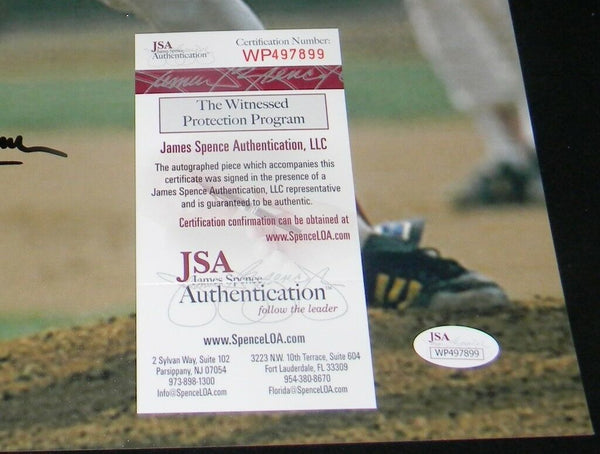 JSA
Authentication™
Certification Number:
WP497899
The Witnessed
Protection Program
James Spence Authentication, LLC
The autographed piece which accompanies this
certificate was signed in the presence of a
James Spence Authentication, LLC representative
and is guaranteed to be authentic.
Certification confirmation can be obtained at
www.SpenceLOA.com
JSA
James Spence
Authentication™
follow the leader
www.SpenceLOA.com
2 Sylvan Way, Suite 102
Parsippany, NJ 07054
973-898-1300
Info@SpenceLOA.com
3223 N.W. 10th Terrace, Suite 604
Fort Lauderdale, FL 33309
954-380-8670
Florida@SpenceLOA.com
JSA
WP497899